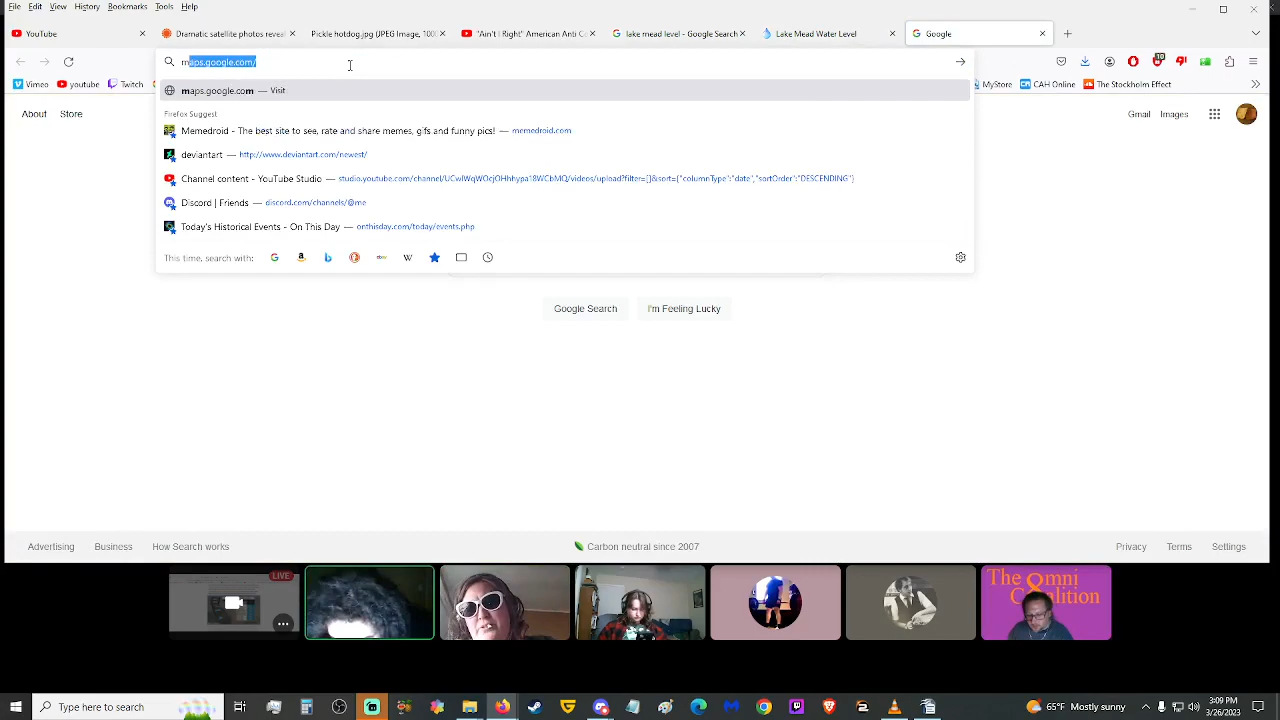 File Edit View History Bookmarks Tools Help
YouTube
Dramatic satellite photos reveal
Pickle hotdog.jpg (JPEG Image, 100
"Ain't I Right" American Anti Co
lake mead level - Google Search
Lake Mead Water Level
Google
maps.google.com/
Vimeo
youtube
Twitch
MyStore
CAH Online
The Stockholm Effect
maps.google.com — Visit
Firefox Suggest
Memedroid - The best site to see, rate and share memes, gifs and funny pics! — memedroid.com
deviantart — http://www.deviantart.com/newest/
Channel content - YouTube Studio —
Discord | Friends — discord.com/channels/@me
Today's Historical Events - On This Day — onthisday.com/today/events.php
This time, search with:
About Store
Gmail Images
Google Search
I'm Feeling Lucky
Advertising Business How Search works
Carbon neutral since 2007
Privacy Terms Settings
LIVE
The Omni
Coalition
Type here to search
65°F Mostly sunny
3:09 PM
3/26/2023